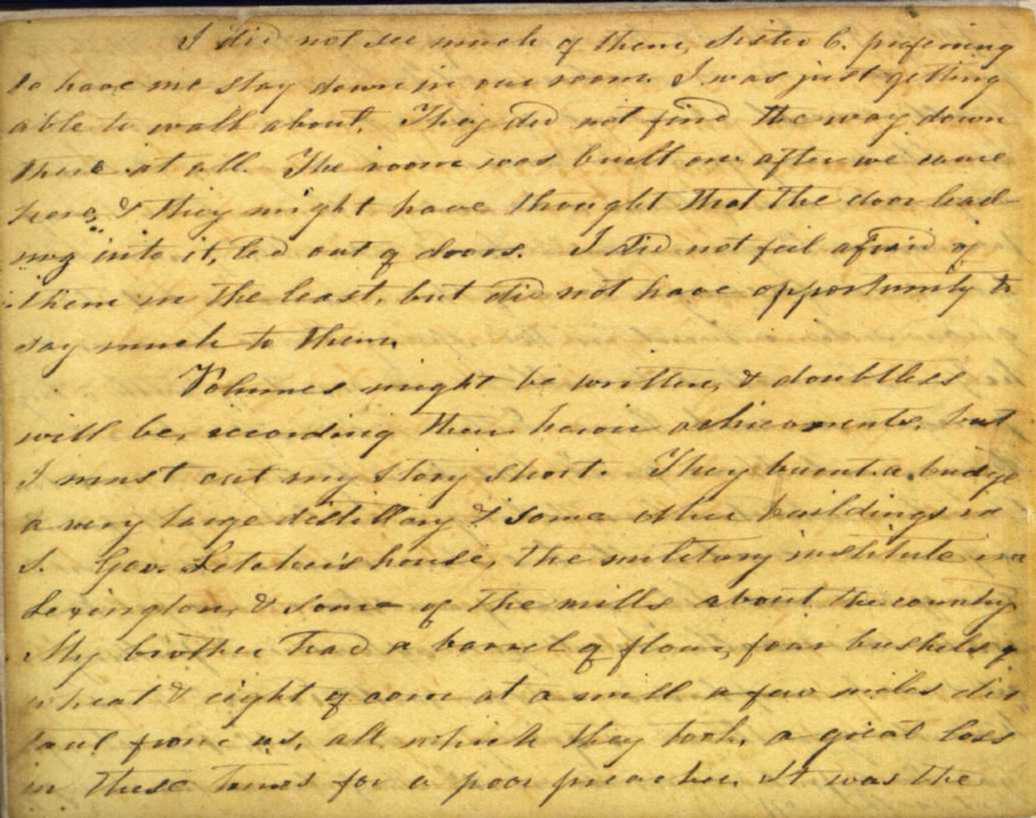 I did not see much of them, Sister C. prefering
to have me stay down in our room. I was just getting
able to walk about. They did not find the way down
there at all. The room was built on after we came
here, & they might have thought that the door lead-
ing into it, led out of doors. I did not feel afraid of
them in the least, but did not have opportunity to
say much to them.
Volumes might be written, & doubtless
will be, recording their heroic achievements, but
I must cut my story short. They burnt a bridge
a very large distillery & some other buildings in
S. Gov. Letcher's house, the military institute in
Lexington, & some of the mills about the country
My brother had a barrel of flour, four bushels of
wheat & eight of corn at a mill a few miles dis
tant from us, all which they took, a great loss
in these times for a poor preacher. It was the